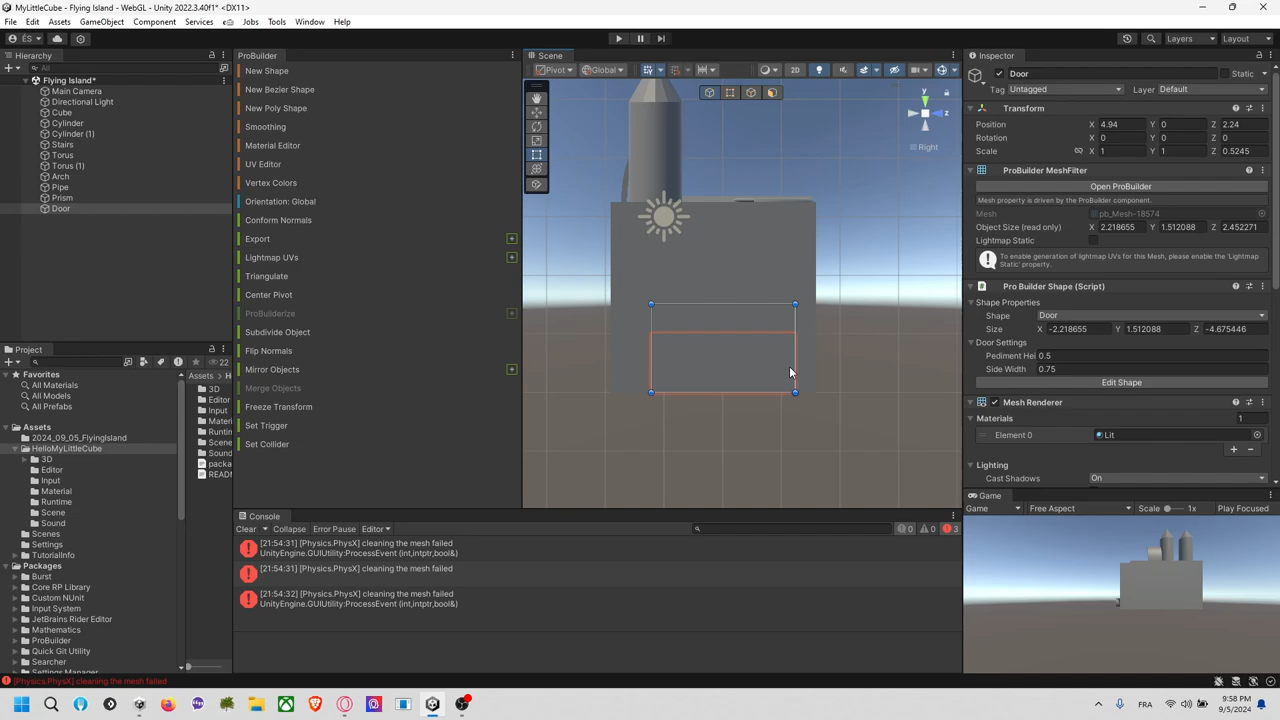 MyLittleCube - Flying Island - WebGL - Unity 2022.3.40f1* <DX11>
File Edit Assets GameObject Component Services Jobs Tools Window Help
ÉS Layers Layout
Hierarchy
All
Flying Island*
Main Camera
Directional Light
Cube
Cylinder
Cylinder (1)
Stairs
Torus
Torus (1)
Arch
Pipe
Prism
Door
Project
22
Favorites
All Materials
All Models
All Prefabs
Assets
2024_09_05_FlyingIsland
HelloMyLittleCube
3D
Editor
Input
Material
Runtime
Scene
Sound
Scenes
Settings
TutorialInfo
Packages
Burst
Core RP Library
Custom NUnit
Input System
JetBrains Rider Editor
Mathematics
ProBuilder
Quick Git Utility
Searcher
Settings Manager
Assets > He
3D
Editor
Input
Mater
Runtin
Scene
Sound
packa
READ
ProBuilder
New Shape
New Bezier Shape
New Poly Shape
Smoothing
Material Editor
UV Editor
Vertex Colors
Orientation: Global
Conform Normals
Export
Lightmap UVs
Triangulate
Center Pivot
ProBuilderize
Subdivide Object
Flip Normals
Mirror Objects
Merge Objects
Freeze Transform
Set Trigger
Set Collider
Scene
Pivot Global 2D
y
z
Right
Console
Clear Collapse Error Pause Editor 0 0 3
[21:54:31] [Physics.PhysX] cleaning the mesh failed
UnityEngine.GUIUtility:ProcessEvent (int,intptr,bool&)
[21:54:31] [Physics.PhysX] cleaning the mesh failed
[21:54:32] [Physics.PhysX] cleaning the mesh failed
UnityEngine.GUIUtility:ProcessEvent (int,intptr,bool&)
Inspector
Door Static
Tag Untagged Layer Default
Transform
Position X 4.94 Y 0 Z 2.24
Rotation X 0 Y 0 Z 0
Scale X 1 Y 1 Z 0.5245
ProBuilder MeshFilter
Open ProBuilder
Mesh property is driven by the ProBuilder component.
Mesh pb_Mesh-18574
Object Size (read only) X 2.218655 Y 1.512088 Z 2.452271
Lightmap Static
To enable generation of lightmap UVs for this Mesh, please enable the 'Lightmap
Static' property.
Pro Builder Shape (Script)
Shape Properties
Shape Door
Size X -2.218655 Y 1.512088 Z -4.675446
Door Settings
Pediment Hei 0.5
Side Width 0.75
Edit Shape
Mesh Renderer
Materials 1
Element 0 Lit
Lighting
Cast Shadows On
Game
Game Free Aspect Scale 1x Play Focused
[Physics.PhysX] cleaning the mesh failed
9:58 PM
9/5/2024